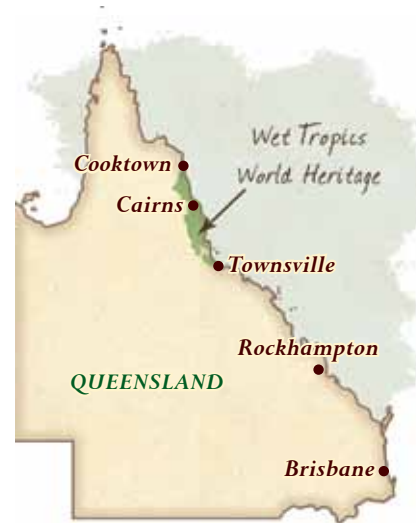 Wet Tropics
World Heritage
Cooktown
Cairns
Townsville
Rockhampton
QUEENSLAND
Brisbane